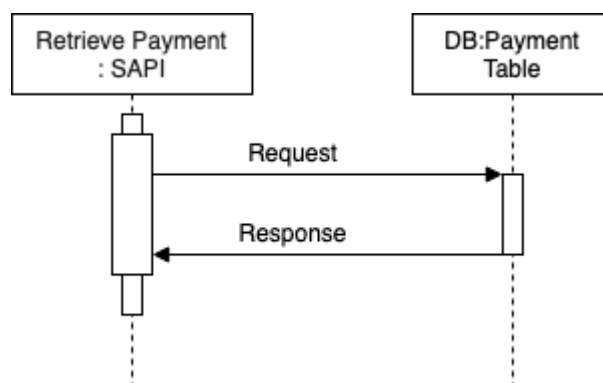 Retrieve Payment
: SAPI
DB:Payment
Table
Request
Response